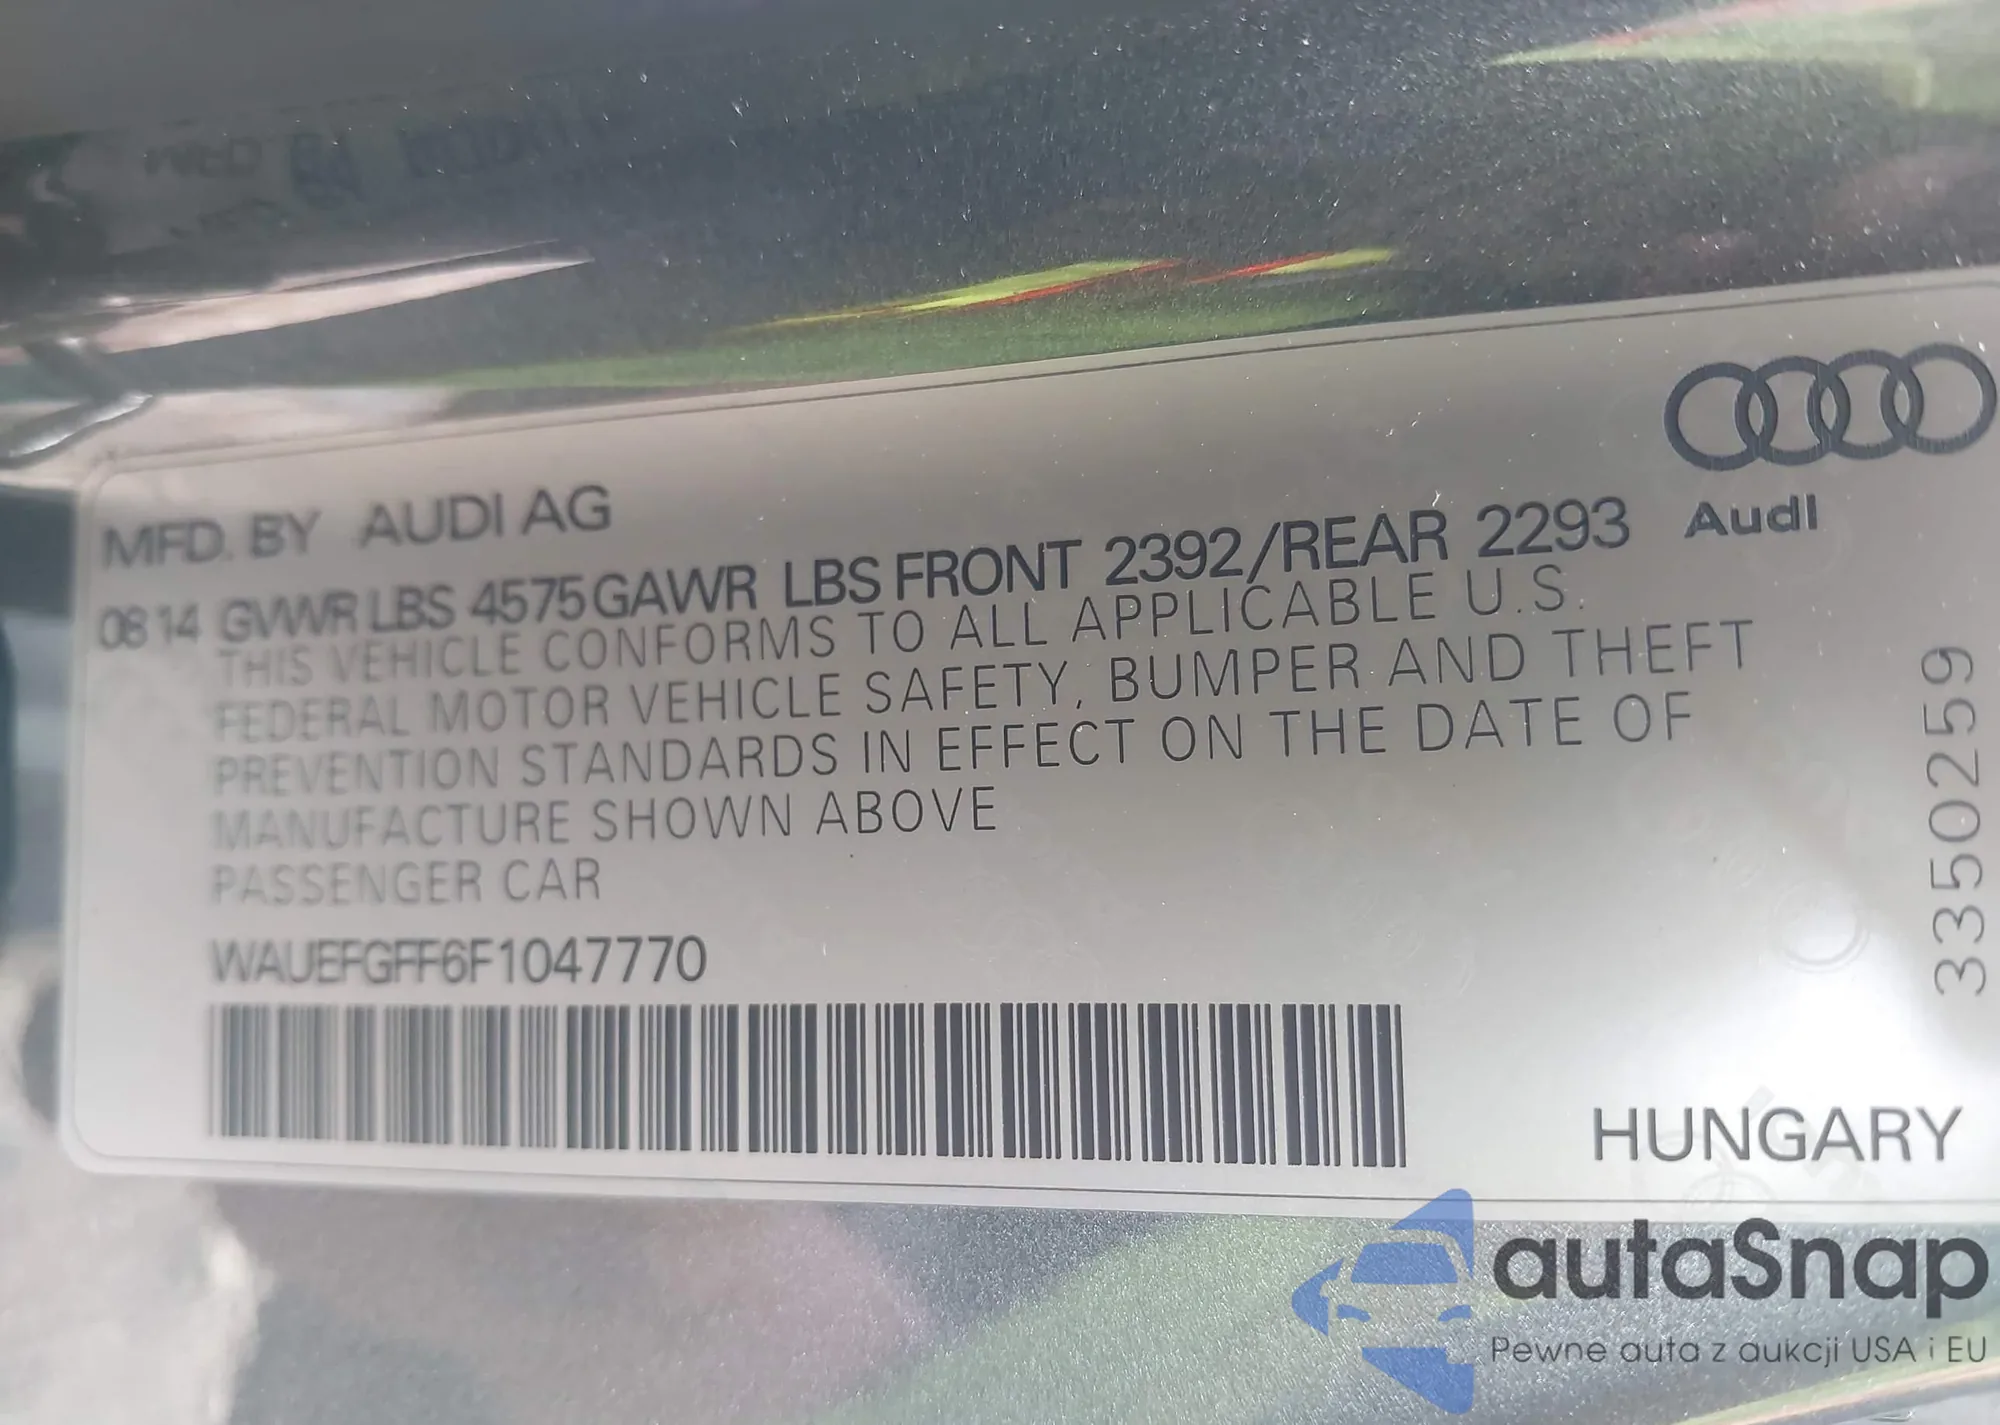 MFD. BY AUDI AG
Audi
08 14 GVWR LBS 4575 GAWR LBS FRONT 2392/REAR 2293
THIS VEHICLE CONFORMS TO ALL APPLICABLE U.S.
FEDERAL MOTOR VEHICLE SAFETY, BUMPER AND THEFT
PREVENTION STANDARDS IN EFFECT ON THE DATE OF
MANUFACTURE SHOWN ABOVE
PASSENGER CAR
WAUEFGFF6F1047770
3350259
HUNGARY
autaSnap
Pewne auta z aukcji USA i EU